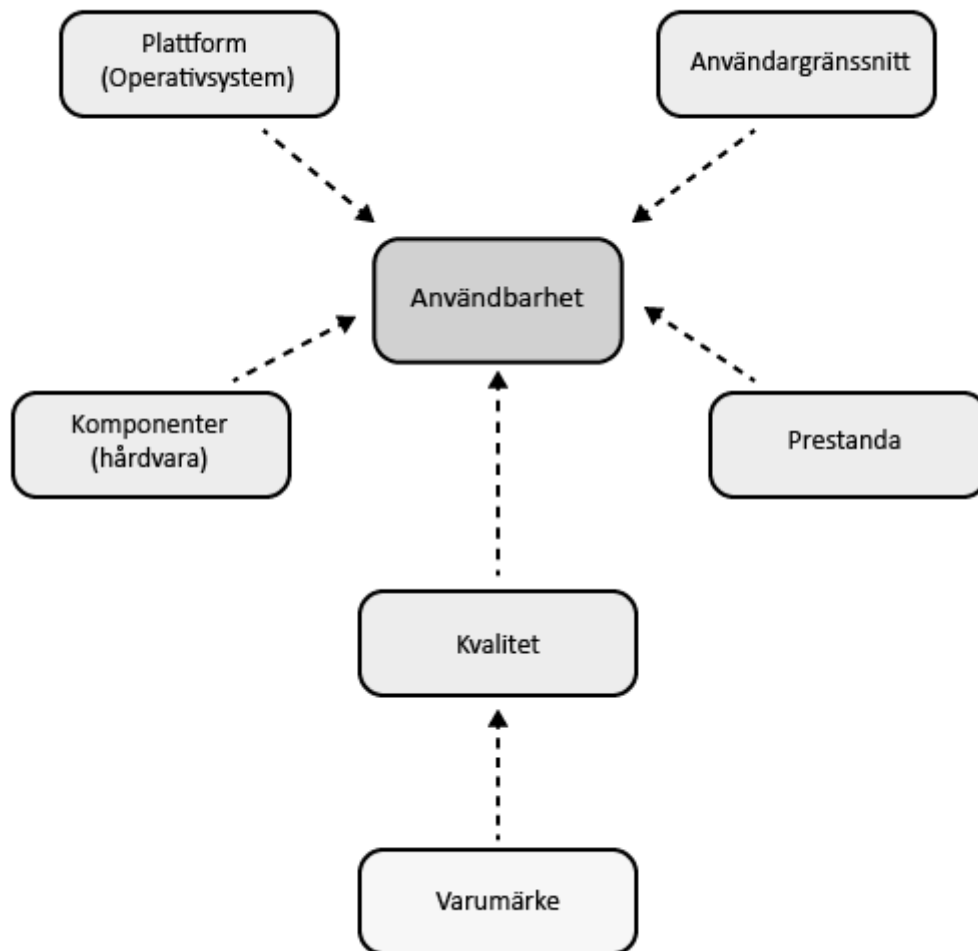 Plattform
(Operativsystem)
Användargränssnitt
Användbarhet
Komponenter
(hårdvara)
Prestanda
Kvalitet
Varumärke